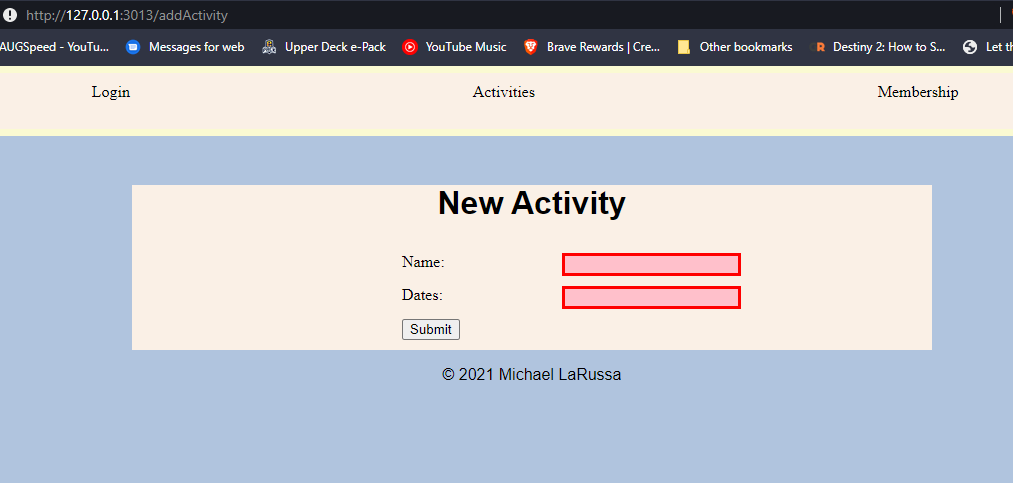 http://127.0.0.1:3013/addActivity
AUGSpeed - YouTu... Messages for web Upper Deck e-Pack YouTube Music Brave Rewards | Cre... Other bookmarks Destiny 2: How to S... Let th
Login Activities Membership
New Activity
Name:
Dates:
Submit
© 2021 Michael LaRussa